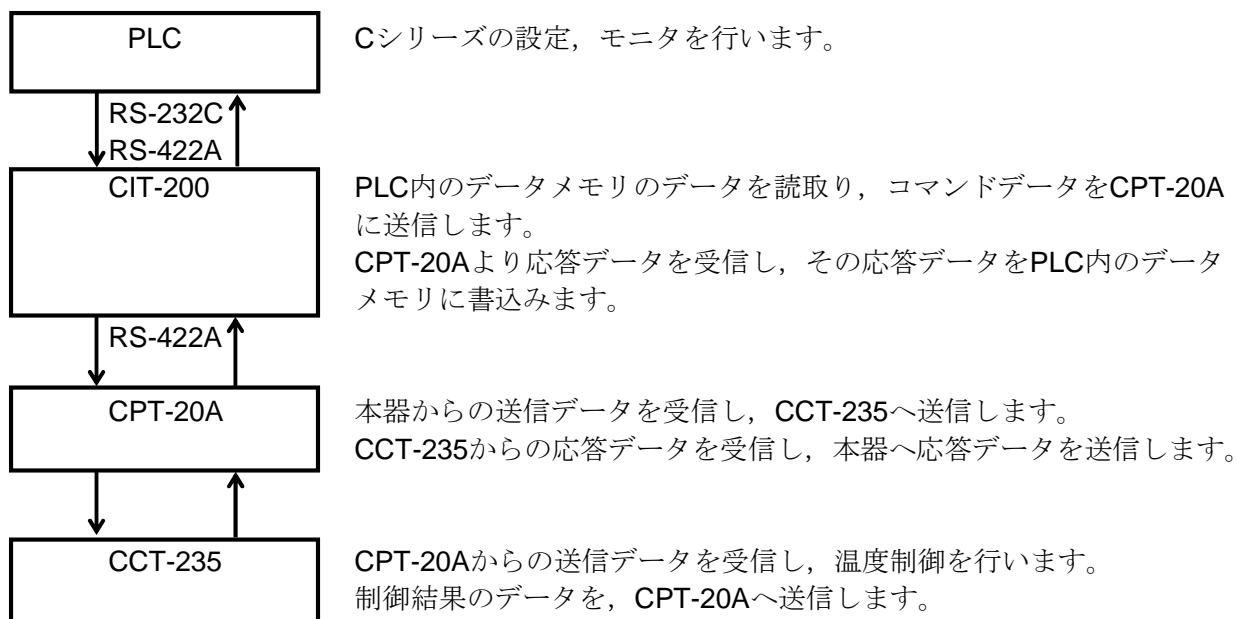 PLC
Cシリーズの設定，モニタを行います。
RS-232C
RS-422A
CIT-200
PLC内のデータメモリのデータを読取り，コマンドデータをCPT-20A
に送信します。
CPT-20Aより応答データを受信し，その応答データをPLC内のデータ
メモリに書込みます。
RS-422A
CPT-20A
本器からの送信データを受信し，CCT-235へ送信します。
CCT-235からの応答データを受信し，本器へ応答データを送信します。
CCT-235
CPT-20Aからの送信データを受信し，温度制御を行います。
制御結果のデータを，CPT-20Aへ送信します。